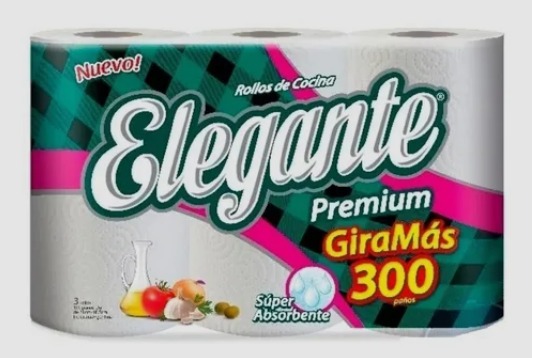 Nuevo!
Rollos de Cocina
Elegante®
Premium
GiraMás
300
paños
Súper
Absorbente